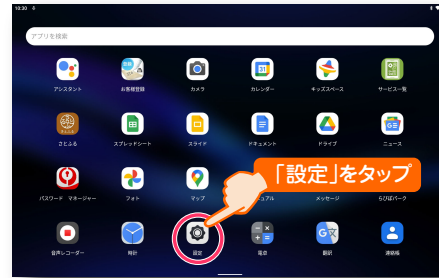 10:30
アプリを検索
アシスタント
お客様登録
カメラ
カレンダー
キッズスペース
サービス一覧
さとふる
スプレッドシート
スライド
ドキュメント
ドライブ
ニュース
パスワード マネージャー
フォト
マップ
ュアル
メッセージ
らびばパーク
「設定」をタップ
音声レコーダー
時計
設定
電卓
翻訳
連絡帳